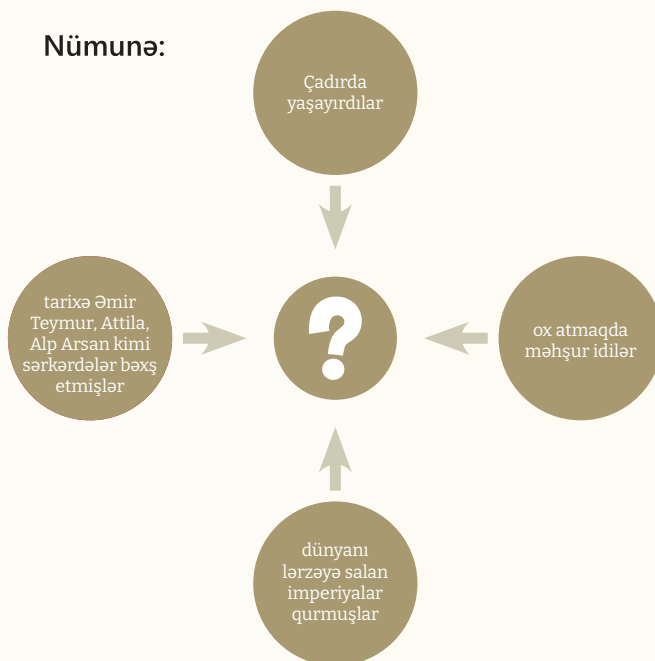 Nümunə:
Çadırda
yaşayırdılar
tarixə Əmir
Teymur, Attila,
Alp Arsan kimi
sərkərdələr bəxş
etmişlər
?
ox atmaqda
məhşur idilər
dünyanı
lərzəyə salan
imperiyalar
qurmuşlar